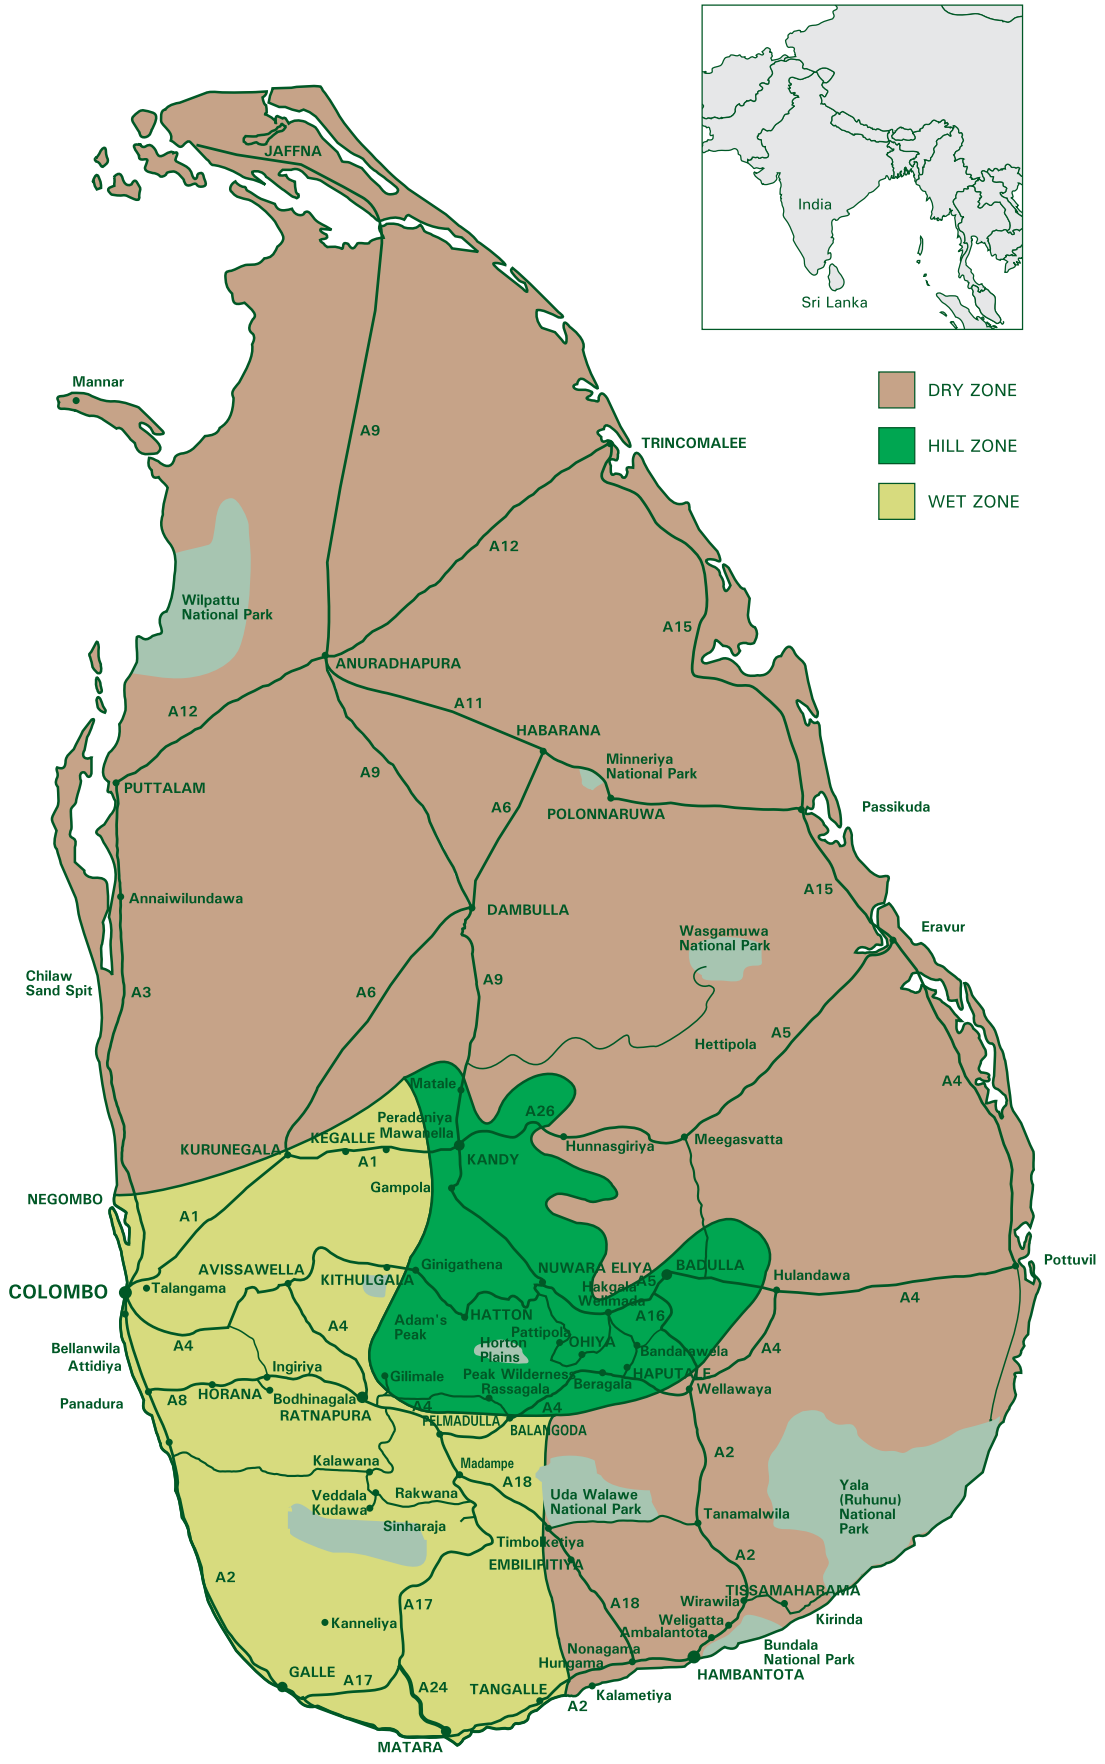 India
Sri Lanka
DRY ZONE
HILL ZONE
WET ZONE
JAFFNA
Mannar
A9
TRINCOMALEE
A12
A15
Wilpattu
National Park
ANURADHAPURA
A12
A11
HABARANA
A9
Minneriya
National Park
PUTTALAM
A6
POLONNARUWA
Passikuda
A15
Annaiwilundawa
DAMBULLA
Wasgamuwa
National Park
Eravur
Chilaw
Sand Spit
A3
A6
A9
A5
Hettipola
A4
Matale
Peradeniya
Mawanella
A26
KURUNEGALA
KEGALLE
A1
KANDY
Hunnasgiriya
Meegasvatta
Gampola
NEGOMBO
A1
AVISSAWELLA
KITHULGALA
Ginigathena
NUWARA ELIYA
BADULLA
A5
Hakgala
Welimada
Hulandawa
Pottuvil
COLOMBO
Talangama
A4
HATTON
A16
Adam's
Peak
Pattipola
OHIYA
Horton
Plains
Bandarawela
A4
A4
A4
Bellanwila
Attidiya
Ingiriya
Gilimale
Peak Wilderness
Rassagala
Beragala
HAPUTALE
Wellawaya
Panadura
A8
HORANA
Bodhinagala
RATNAPURA
A4
A4
PELMADULLA
BALANGODA
Kalawana
Madampe
A18
A2
Veddala
Kudawa
Rakwana
Uda Walawe
National Park
Yala
(Ruhunu)
National
Park
Sinharaja
Tanamalwila
Timbolketiya
EMBILIPITIYA
A2
A2
A17
A18
TISSAMAHARAMA
Wirawila
Kirinda
Kanneliya
Weligatta
Ambalantota
Bundala
National Park
Nonagama
Hungama
HAMBANTOTA
GALLE
A17
A24
TANGALLE
Kalametiya
A2
MATARA